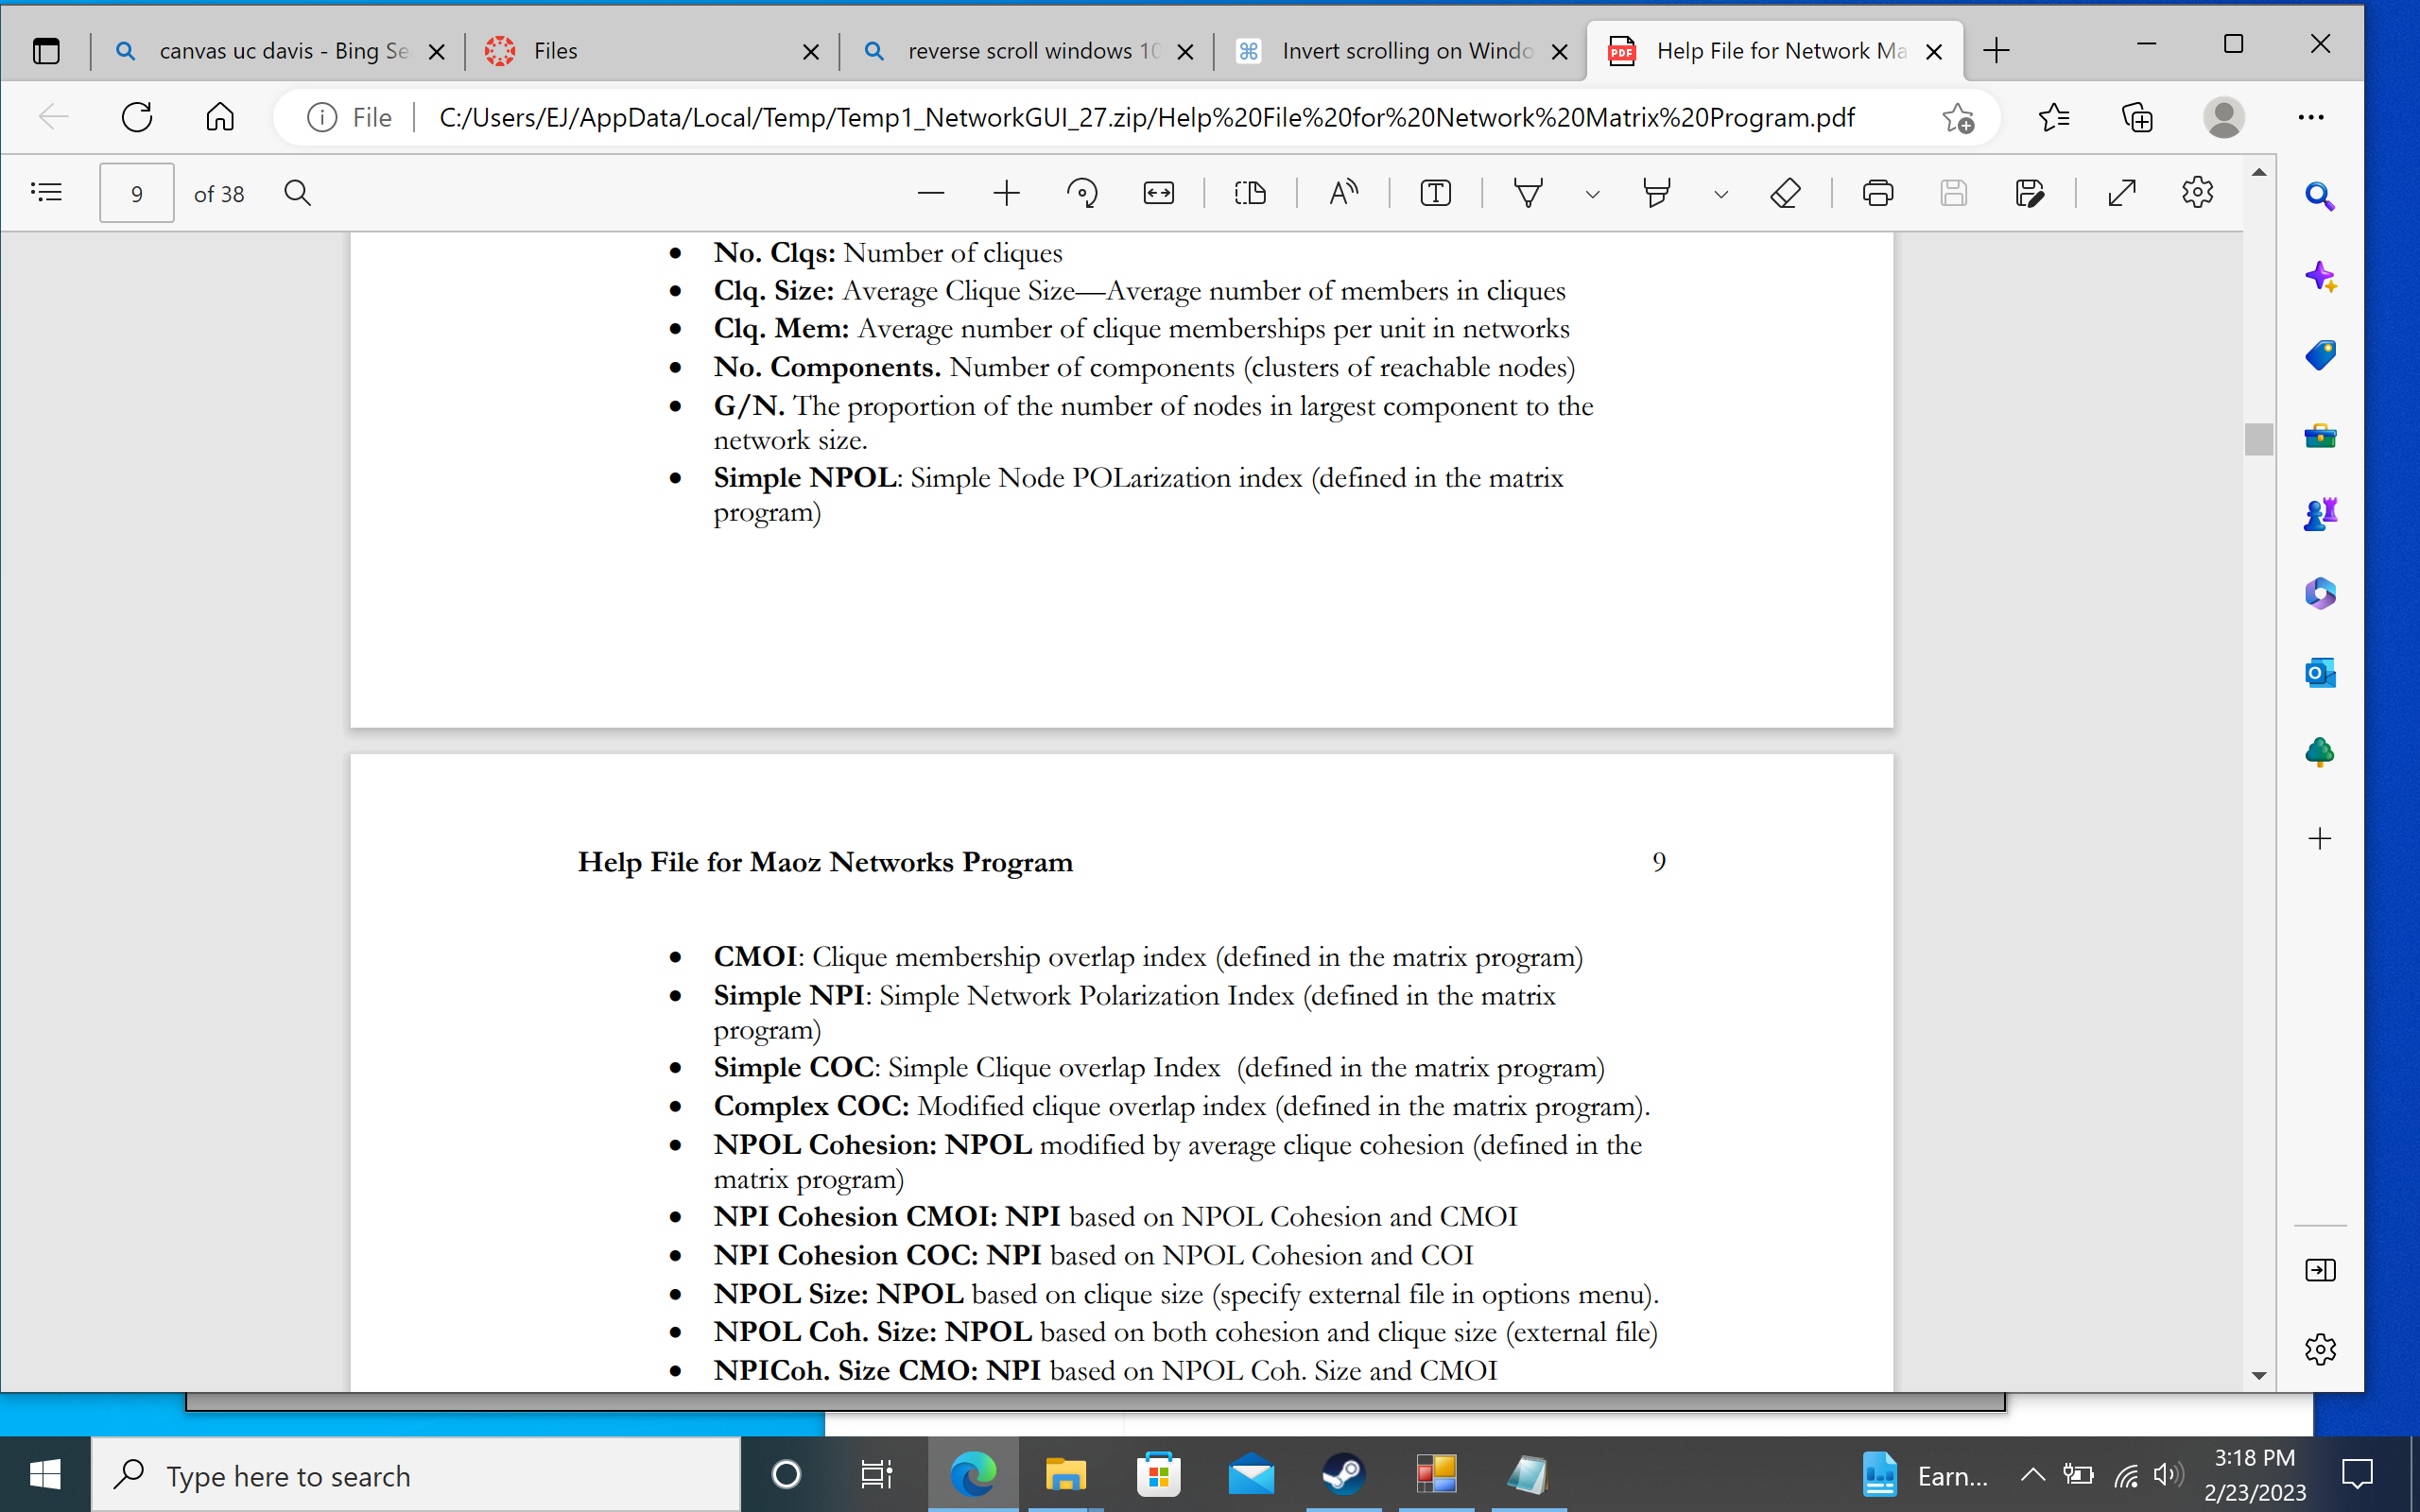 canvas uc davis - Bing Se
Files
reverse scroll windows 10
Invert scrolling on Windo
Help File for Network Ma
File
C:/Users/EJ/AppData/Local/Temp/Temp1_NetworkGUI_27.zip/Help%20File%20for%20Network%20Matrix%20Program.pdf
9 of 38
• No. Clqs: Number of cliques
• Clq. Size: Average Clique Size—Average number of members in cliques
• Clq. Mem: Average number of clique memberships per unit in networks
• No. Components. Number of components (clusters of reachable nodes)
• G/N. The proportion of the number of nodes in largest component to the
network size.
• Simple NPOL: Simple Node POLarization index (defined in the matrix
program)
Help File for Maoz Networks Program 9
• CMOI: Clique membership overlap index (defined in the matrix program)
• Simple NPI: Simple Network Polarization Index (defined in the matrix
program)
• Simple COC: Simple Clique overlap Index (defined in the matrix program)
• Complex COC: Modified clique overlap index (defined in the matrix program).
• NPOL Cohesion: NPOL modified by average clique cohesion (defined in the
matrix program)
• NPI Cohesion CMOI: NPI based on NPOL Cohesion and CMOI
• NPI Cohesion COC: NPI based on NPOL Cohesion and COI
• NPOL Size: NPOL based on clique size (specify external file in options menu).
• NPOL Coh. Size: NPOL based on both cohesion and clique size (external file)
• NPICoh. Size CMO: NPI based on NPOL Coh. Size and CMOI
Type here to search
Earn...
3:18 PM
2/23/2023